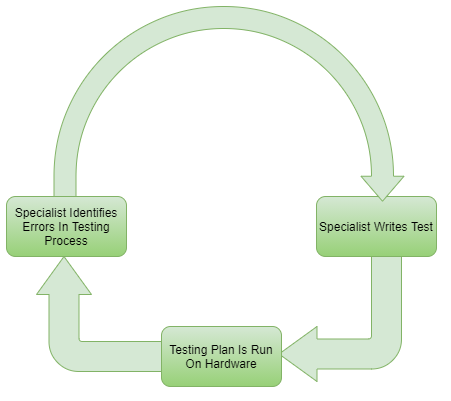 Specialist Identifies
Errors In Testing
Process
Specialist Writes Test
Testing Plan Is Run
On Hardware